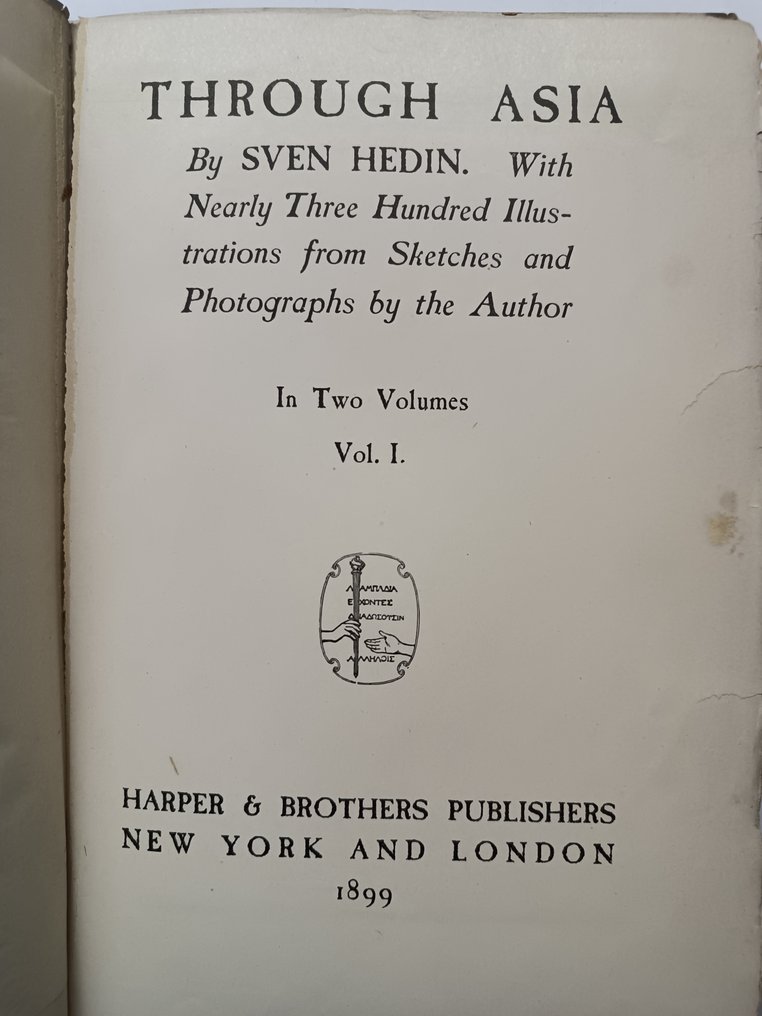 THROUGH ASIA
By SVEN HEDIN. With
Nearly Three Hundred Illus-
trations from Sketches and
Photographs by the Author
In Two Volumes
Vol. I.
ΛΑΜΠΑΔΙΑ
ΕΧΟΝΤΕΣ
ΔΙΑΔΩΣΟΥΣΙΝ
ΑΛΛΗΛΟΙΣ
HARPER & BROTHERS PUBLISHERS
NEW YORK AND LONDON
1899